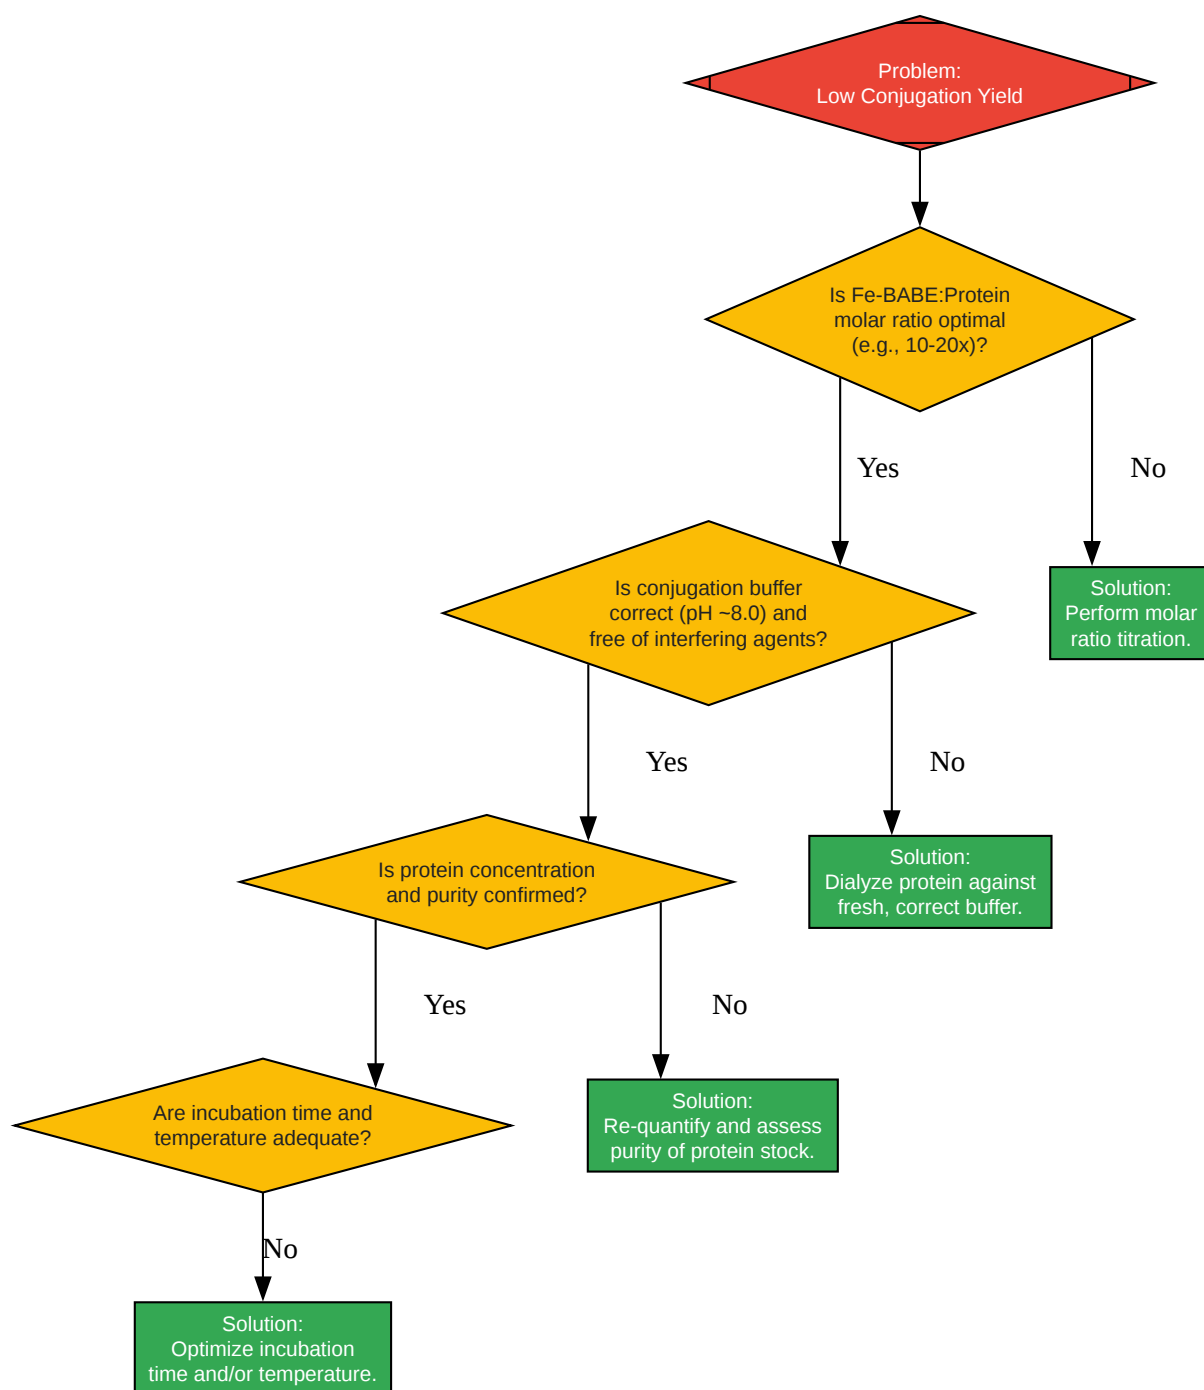 Problem:
Low Conjugation Yield
Is Fe-BABE:Protein
molar ratio optimal
(e.g., 10-20x)?
Yes
No
Is conjugation buffer
correct (pH ~8.0) and
free of interfering agents?
Solution:
Perform molar
ratio titration.
Yes
No
Is protein concentration
and purity confirmed?
Solution:
Dialyze protein against
fresh, correct buffer.
Yes
No
Are incubation time and
temperature adequate?
Solution:
Re-quantify and assess
purity of protein stock.
No
Solution:
Optimize incubation
time and/or temperature.